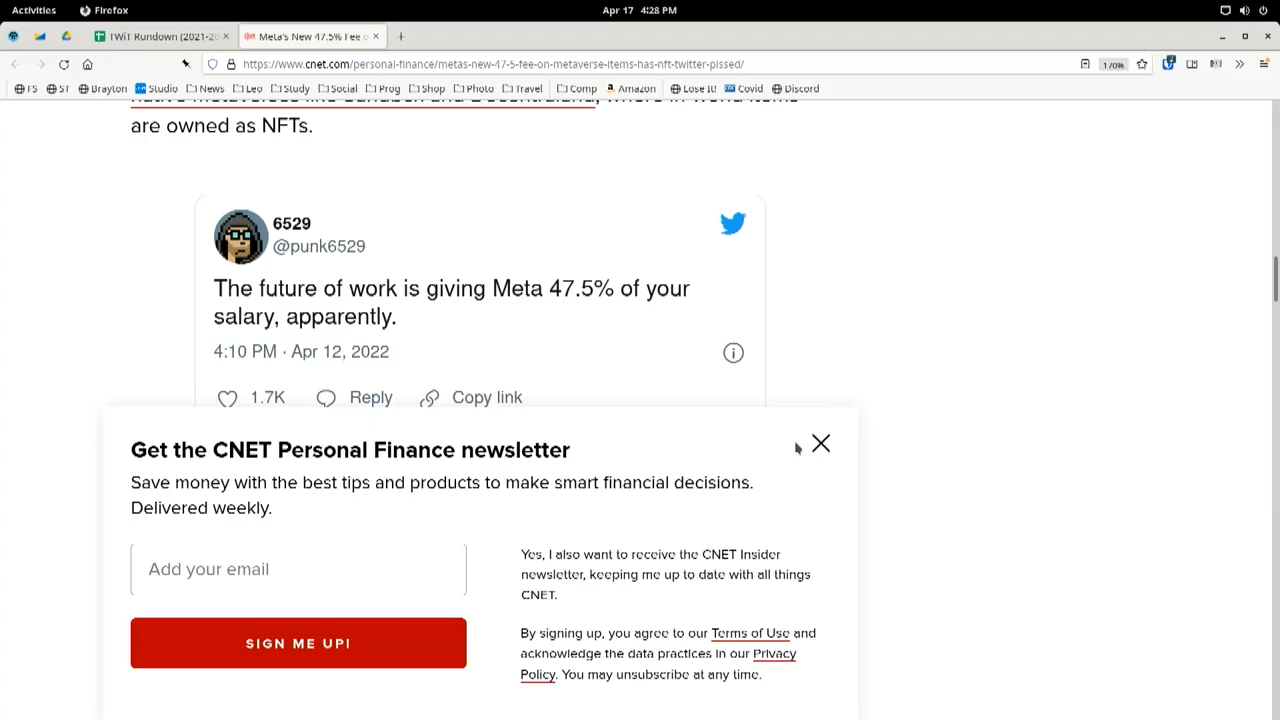 Activities Firefox Apr 17 4:28 PM
TWiT Rundown (2021-20 × Meta's New 47.5% Fee o × +
https://www.cnet.com/personal-finance/metas-new-47-5-fee-on-metaverse-items-has-nft-twitter-pissed/ 170%
FS ST Brayton Studio News Leo Study Social Prog Shop Photo Travel Comp Amazon Lose It! Covid Discord
are owned as NFTs.
6529
@punk6529
The future of work is giving Meta 47.5% of your
salary, apparently.
4:10 PM · Apr 12, 2022
1.7K Reply Copy link
Get the CNET Personal Finance newsletter
Save money with the best tips and products to make smart financial decisions.
Delivered weekly.
Add your email
SIGN ME UP!
Yes, I also want to receive the CNET Insider
newsletter, keeping me up to date with all things
CNET.
By signing up, you agree to our Terms of Use and
acknowledge the data practices in our Privacy
Policy. You may unsubscribe at any time.